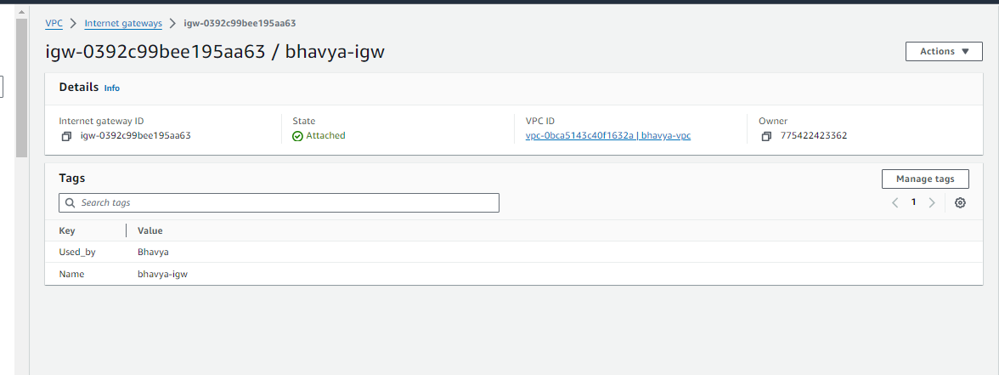 VPC > Internet gateways > igw-0392c99bee195aa63
igw-0392c99bee195aa63 / bhavya-igw
Actions ▼
Details Info
Internet gateway ID State VPC ID Owner
igw-0392c99bee195aa63 Attached vpc-0bca5143c40f1632a | bhavya-vpc 775422423362
Tags
Manage tags
Search tags
1
Key Value
Used_by Bhavya
Name bhavya-igw